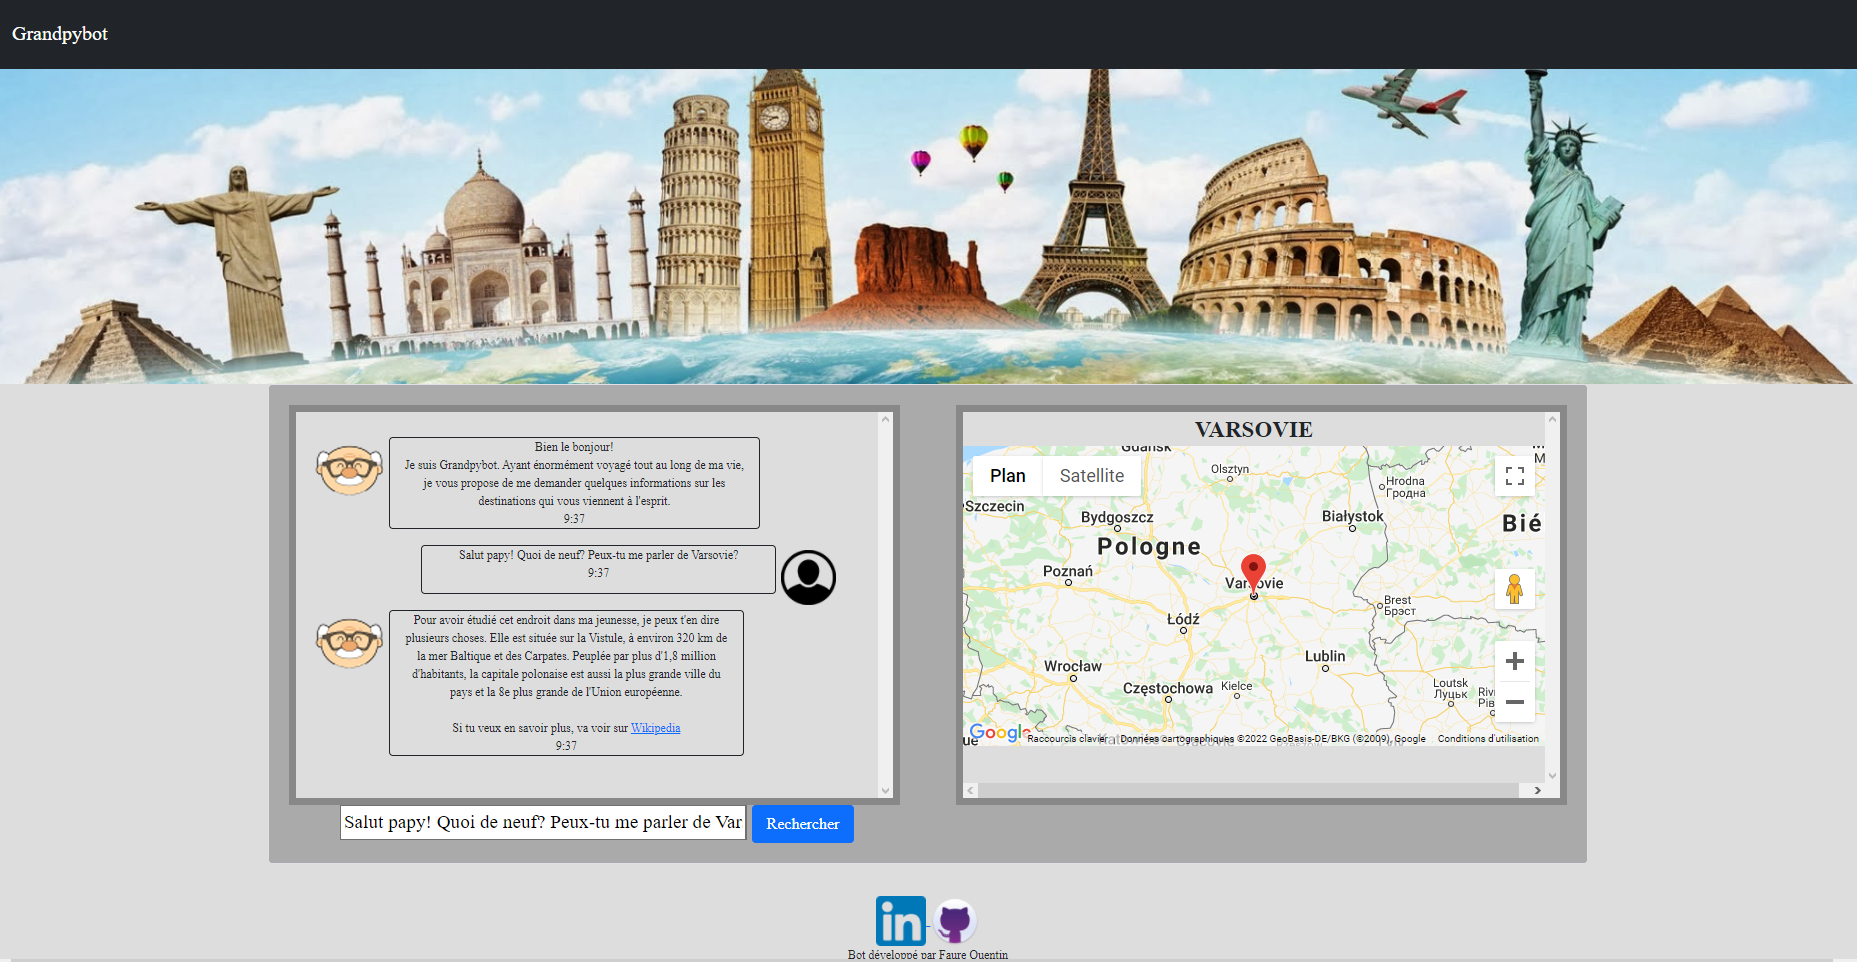 Grandpybot
Bien le bonjour!
Je suis Grandpybot. Ayant énormément voyagé tout au long de ma vie,
je vous propose de me demander quelques informations sur les
destinations qui vous viennent à l'esprit.
9:37
Salut papy! Quoi de neuf? Peux-tu me parler de Varsovie?
9:37
Pour avoir étudié cet endroit dans ma jeunesse, je peux t'en dire
plusieurs choses. Elle est située sur la Vistule, à environ 320 km de
la mer Baltique et des Carpates. Peuplée par plus d'1,8 million
d'habitants, la capitale polonaise est aussi la plus grande ville du
pays et la 8e plus grande de l'Union européenne.
Si tu veux en savoir plus, va voir sur Wikipedia
9:37
Salut papy! Quoi de neuf? Peux-tu me parler de Var
Rechercher
VARSOVIE
Gdańsk
Plan
Satellite
Olsztyn
Hrodna
Гродна
Szczecin
Bydgoszcz
Białystok
Bié
Pologne
Poznań
Varsovie
Brest
Брэст
Łódź
Wrocław
Lublin
Częstochowa
Kielce
Loutsk
Луцьк
Google
Raccourcis clavier
Données cartographiques ©2022 GeoBasis-DE/BKG (©2009), Google
Conditions d'utilisation
in
Bot développé par Faure Quentin